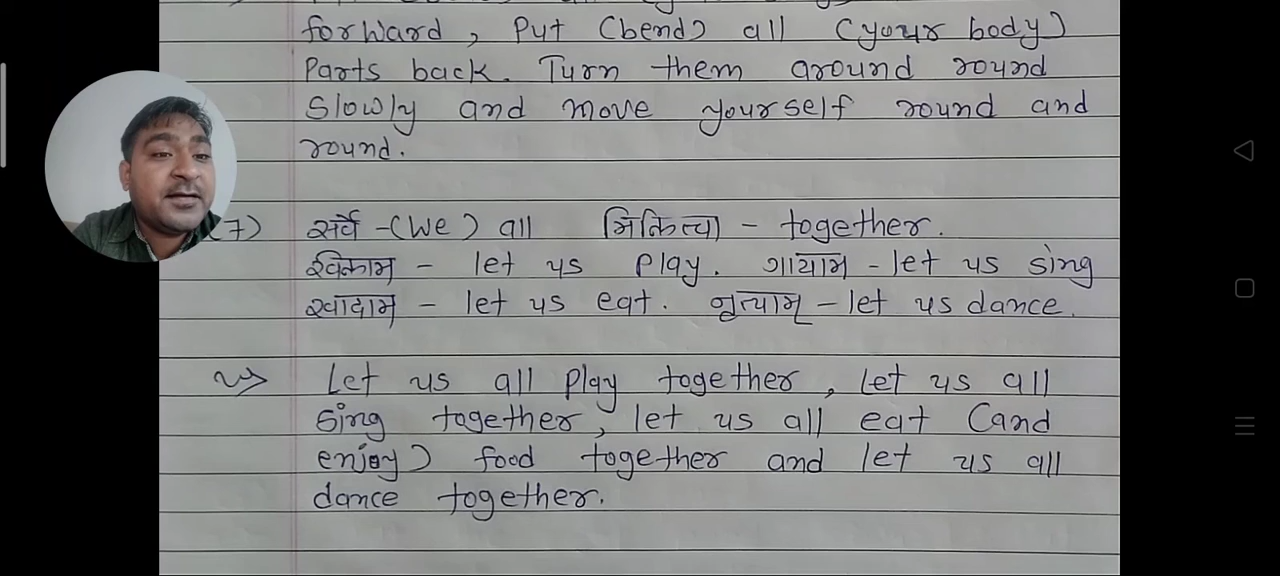 forward, Put (bend) all (your body)
Parts back. Turn them around round
Slowly and move yourself round and
round.
(7) सर्वे -(We) all मिलित्वा - together.
खेलाम - let us Play. गायाम - let us sing
खादाम - let us eat. नृत्याम् - let us dance.
Let us all Play together, let us all
Sing together, let us all eat (and
enjoy) food together and let us all
dance together.